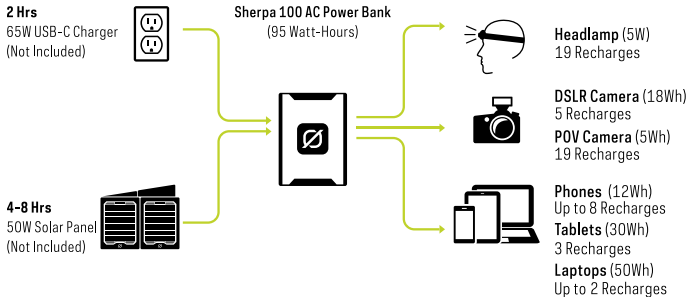 2 Hrs
65W USB-C Charger
(Not Included)
4-8 Hrs
50W Solar Panel
(Not Included)
Sherpa 100 AC Power Bank
(95 Watt-Hours)
Headlamp (5W)
19 Recharges
DSLR Camera (18Wh)
5 Recharges
POV Camera (5Wh)
19 Recharges
Phones (12Wh)
Up to 8 Recharges
Tablets (30Wh)
3 Recharges
Laptops (50Wh)
Up to 2 Recharges